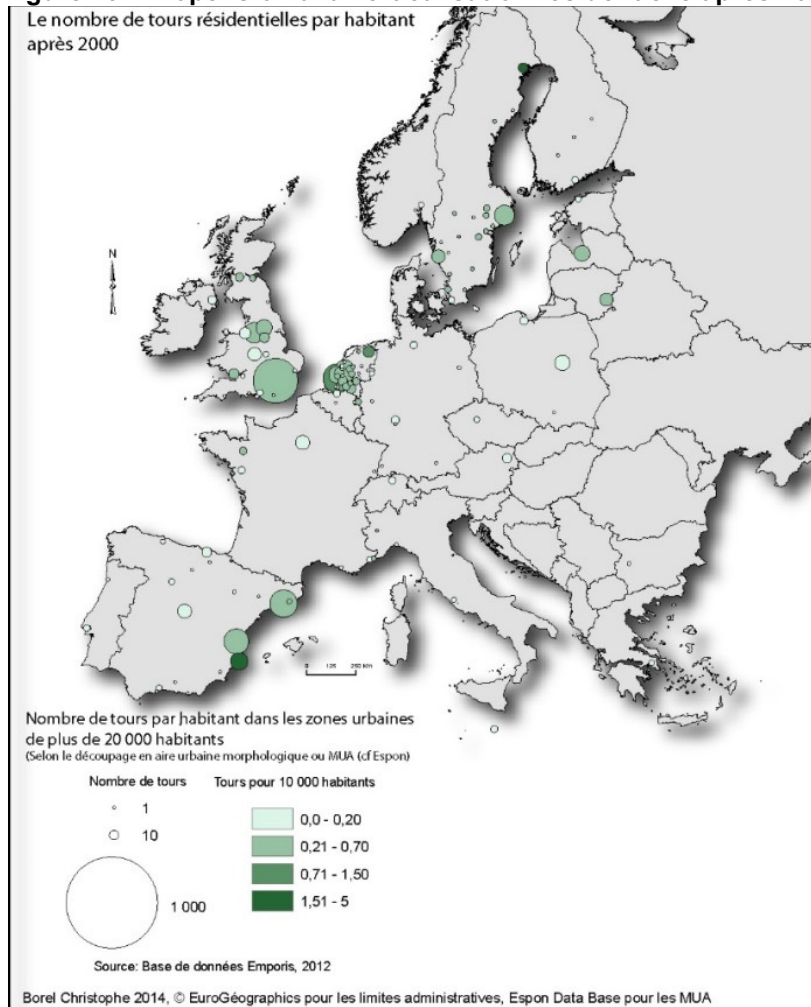 Le nombre de tours résidentielles par habitant
après 2000
N
0 125 250 km
Nombre de tours par habitant dans les zones urbaines
de plus de 20 000 habitants
(Selon le découpage en aire urbaine morphologique ou MUA (cf Espon)
Nombre de tours
Tours pour 10 000 habitants
1
10
1 000
0,0 - 0,20
0,21 - 0,70
0,71 - 1,50
1,51 - 5
Source: Base de données Emporis, 2012
Borel Christophe 2014, © EuroGéographics pour les limites administratives, Espon Data Base pour les MUA